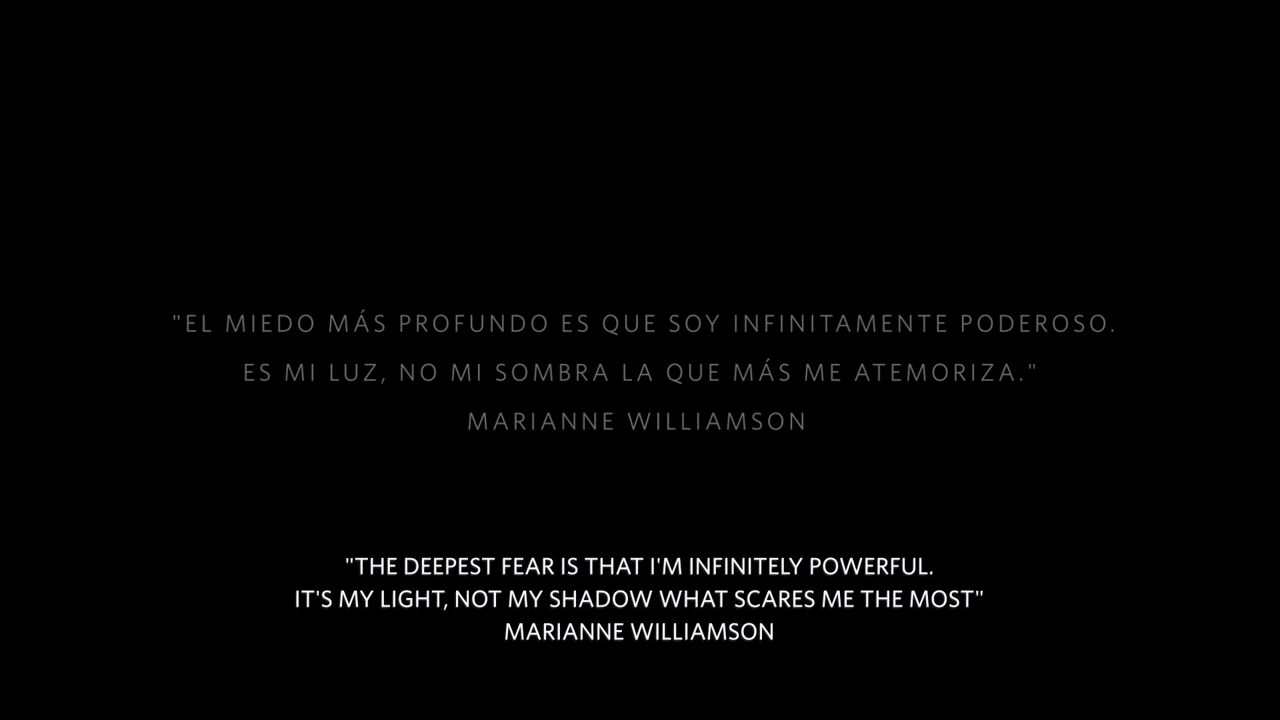 "EL MIEDO MÁS PROFUNDO ES QUE SOY INFINITAMENTE PODEROSO.
ES MI LUZ, NO MI SOMBRA LA QUE MÁS ME ATEMORIZA."
MARIANNE WILLIAMSON
"THE DEEPEST FEAR IS THAT I'M INFINITELY POWERFUL.
IT'S MY LIGHT, NOT MY SHADOW WHAT SCARES ME THE MOST"
MARIANNE WILLIAMSON